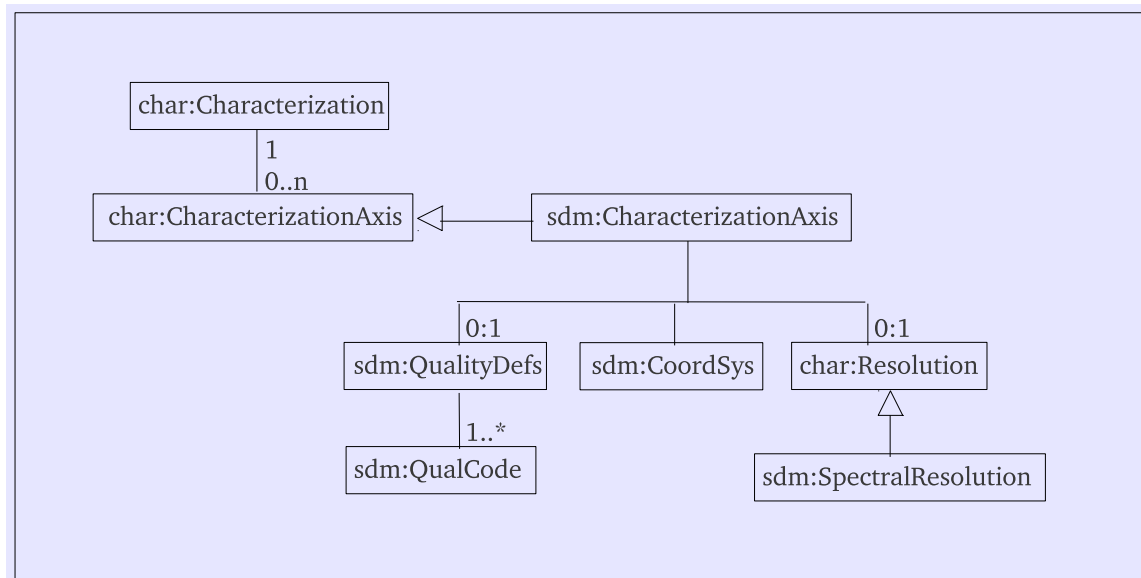 char:Characterization
1
0..n
char:CharacterizationAxis
sdm:CharacterizationAxis
0:1
0:1
sdm:QualityDefs
sdm:CoordSys
char:Resolution
1..*
sdm:QualCode
sdm:SpectralResolution